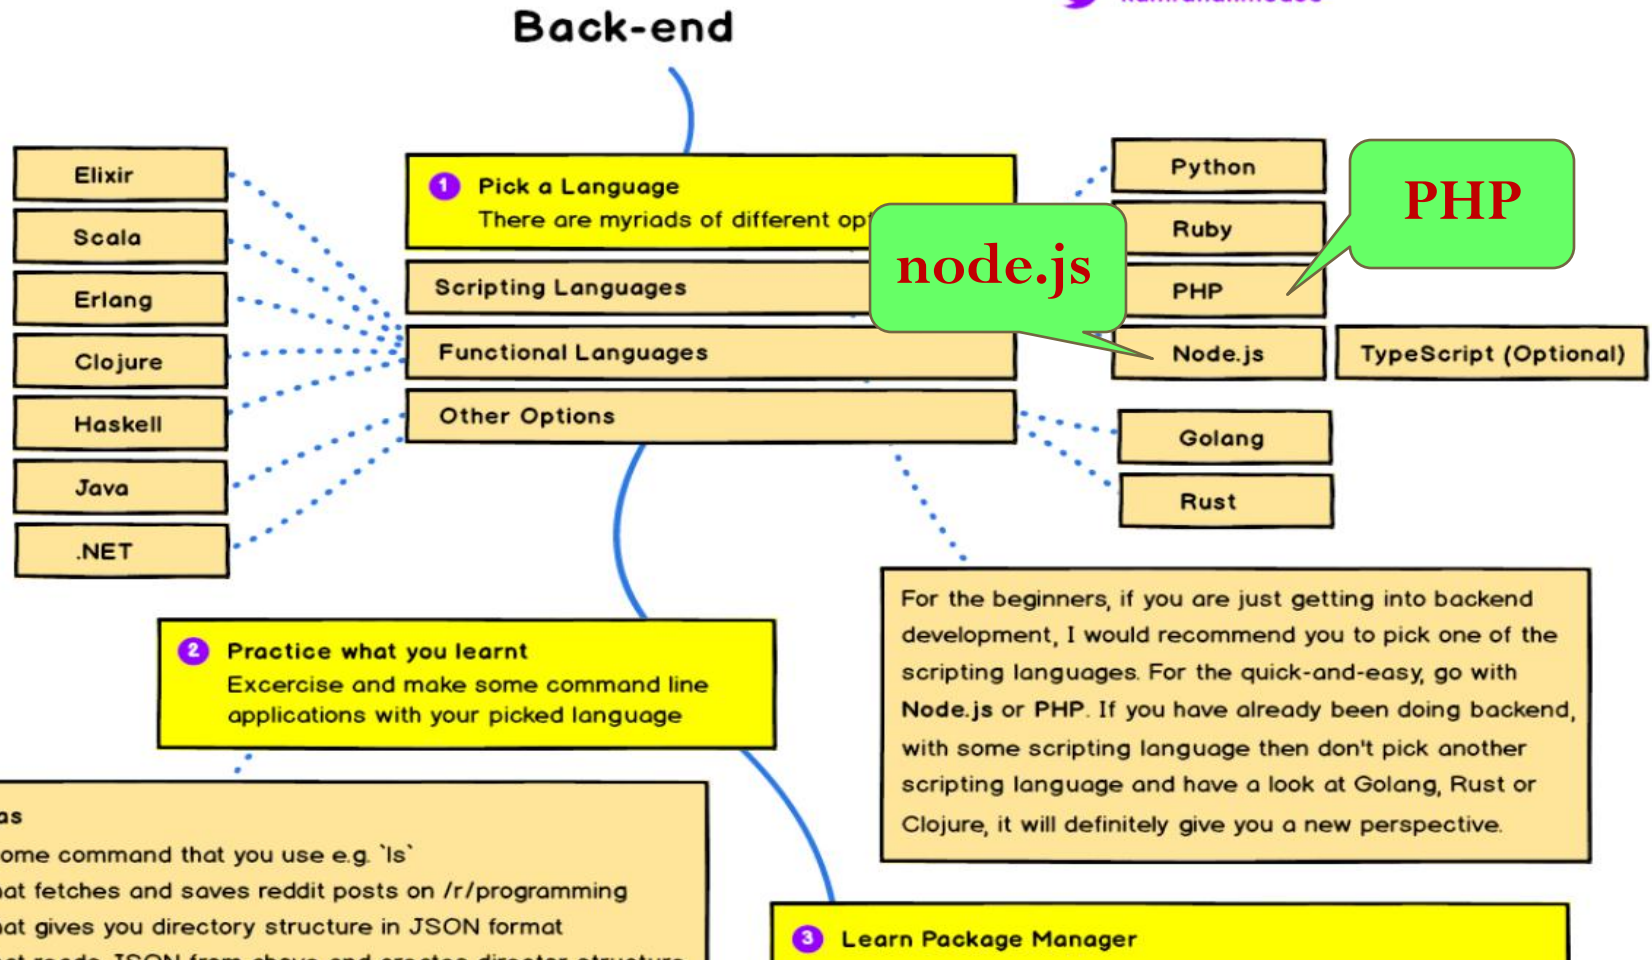 Back-end
Elixir
Scala
Erlang
Clojure
Haskell
Java
.NET
1 Pick a Language
There are myriads of different
Scripting Languages
Functional Languages
Other Options
node.js
PHP
Python
Ruby
PHP
Node.js
TypeScript (Optional)
Golang
Rust
For the beginners, if you are just getting into backend
development, I would recommend you to pick one of the
scripting languages. For the quick-and-easy, go with
Node.js or PHP. If you have already been doing backend,
with some scripting language then don't pick another
scripting language and have a look at Golang, Rust or
Clojure, it will definitely give you a new perspective.
2 Practice what you learnt
Excercise and make some command line
applications with your picked language
ome command that you use e.g. `ls`
at fetches and saves reddit posts on /r/programming
at gives you directory structure in JSON format
3 Learn Package Manager